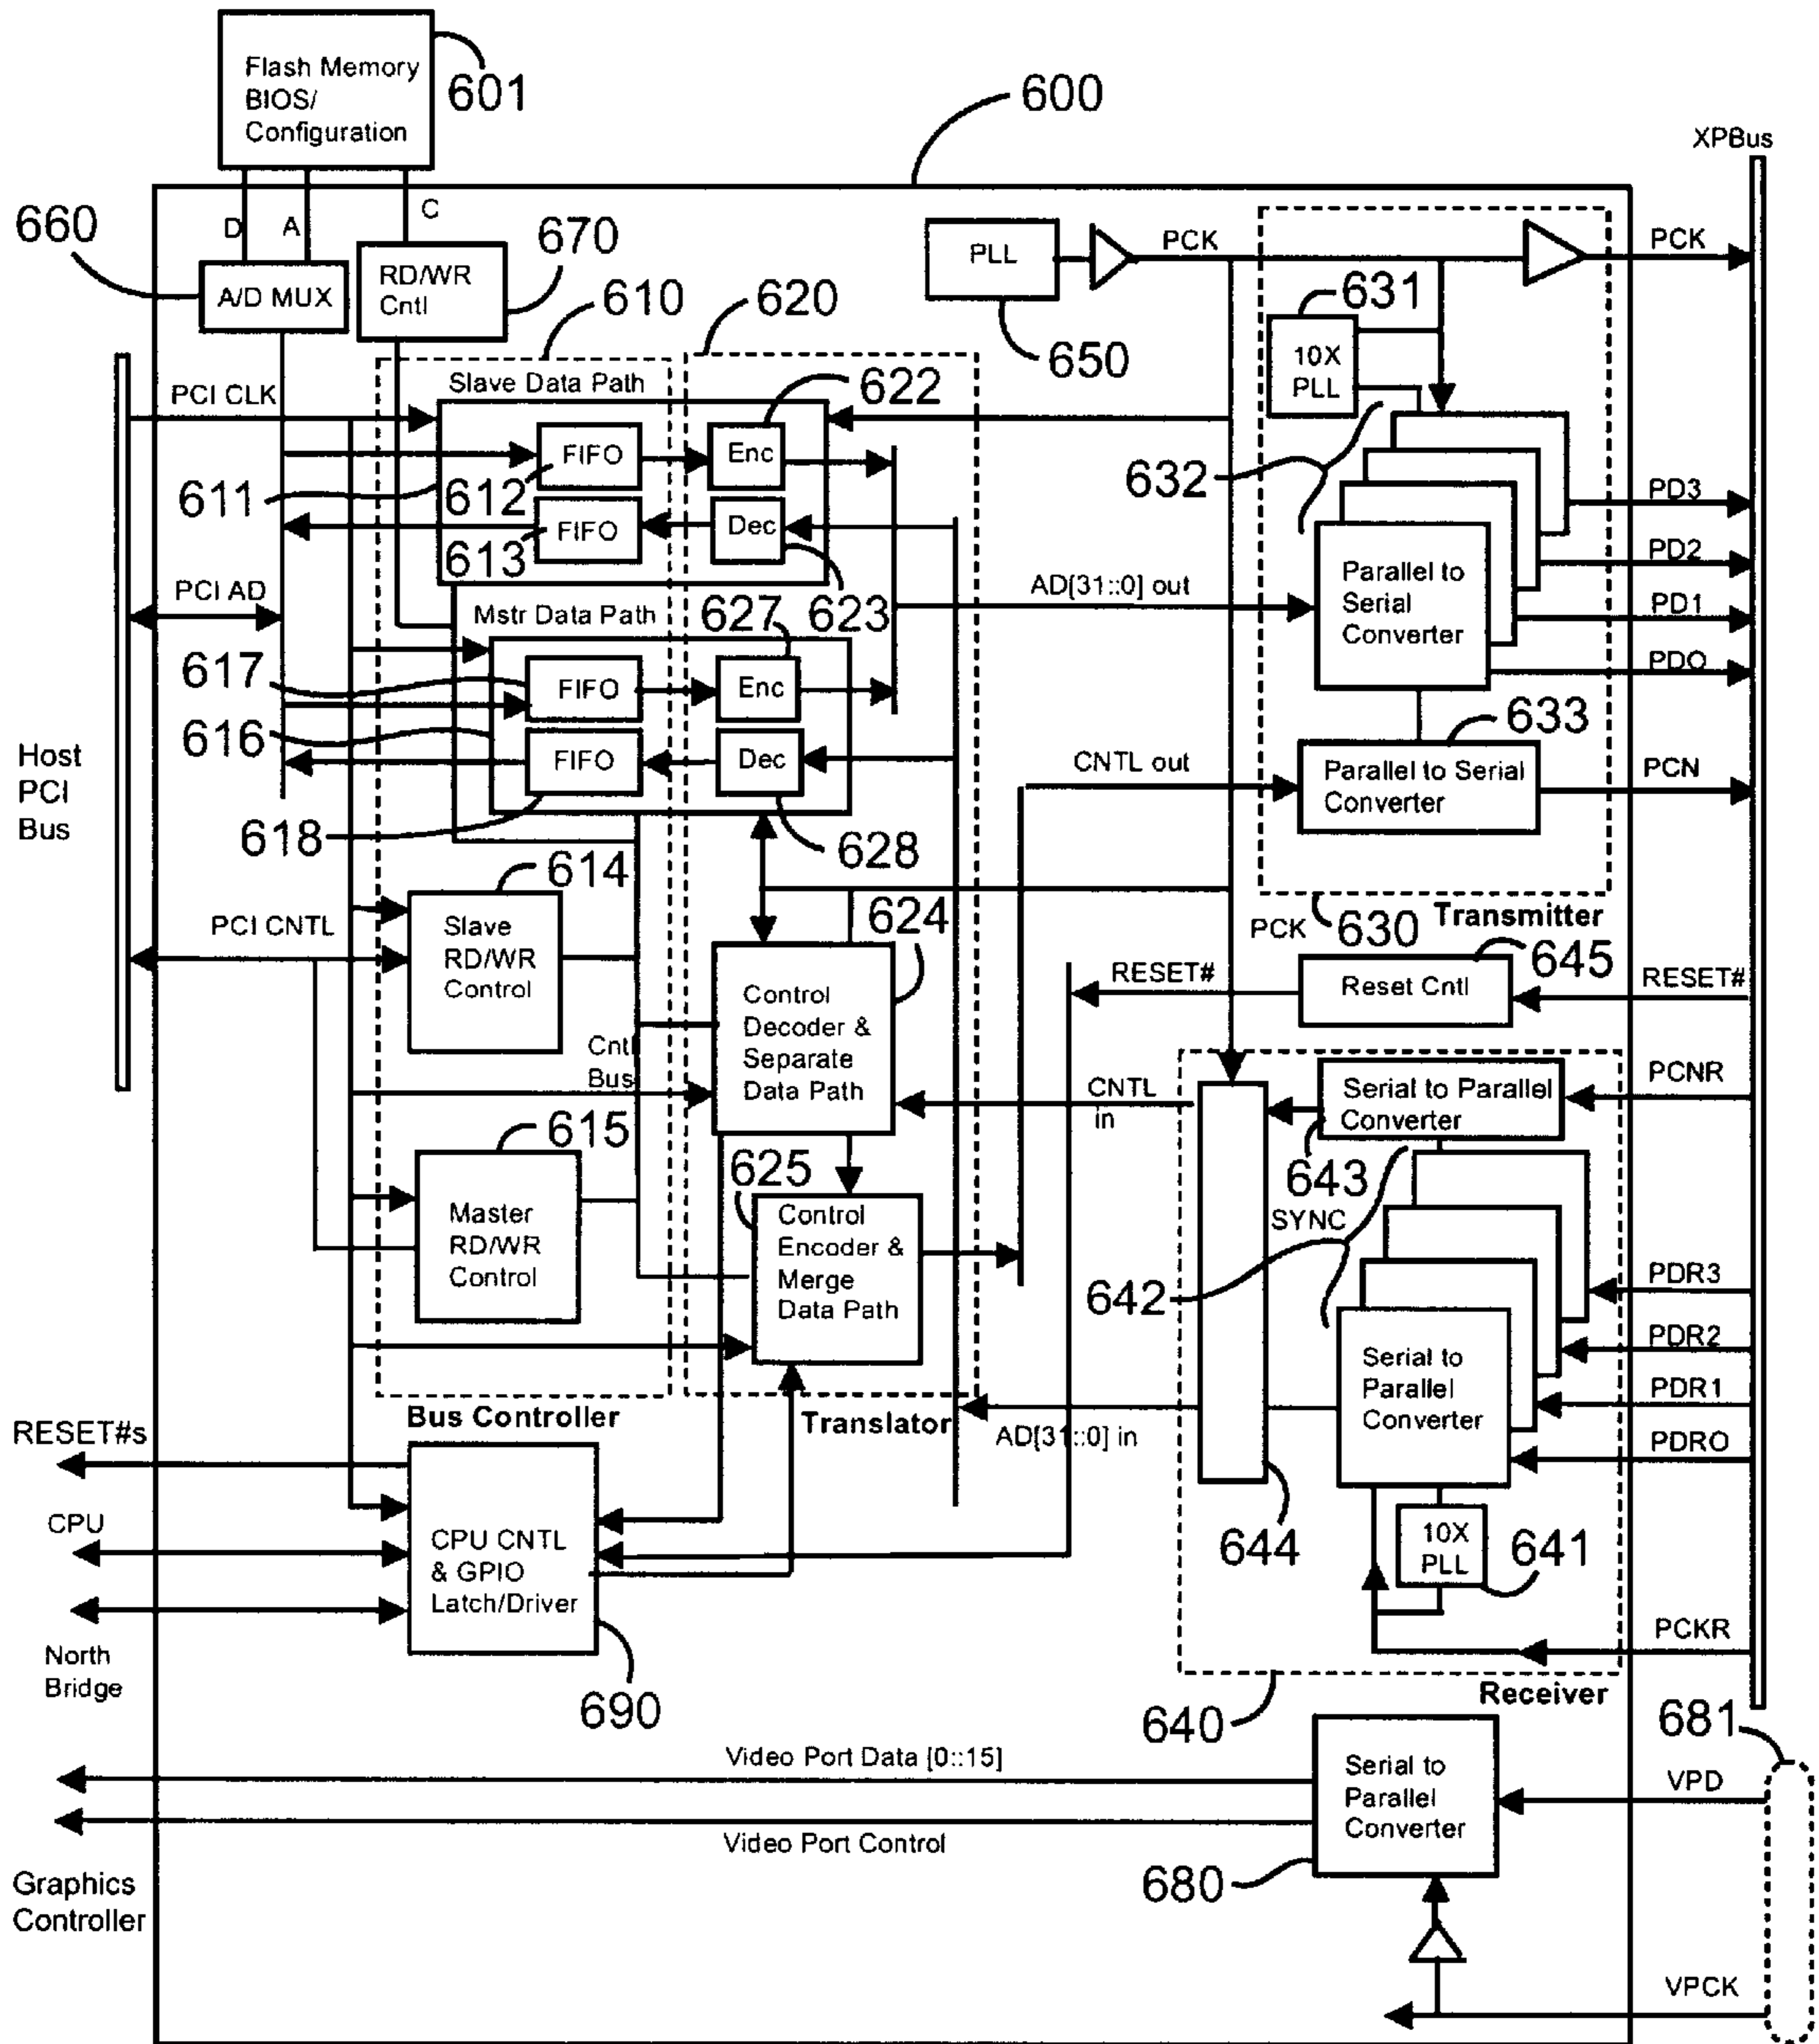 Flash Memory
BIOS/
Configuration
601
600
XPBus
D
A
C
660
A/D MUX
RD/WR
Cntl
670
610
620
PLL
650
PCK
PCK
631
10X
PLL
PCI CLK
Slave Data Path
622
FIFO
Enc
632
611
612
FIFO
Dec
613
623
PD3
PD2
PD1
PDO
Parallel to
Serial
Converter
AD[31::0] out
PCI AD
Mstr Data Path
627
617
FIFO
Enc
616
FIFO
Dec
618
628
633
CNTL out
Parallel to Serial
Converter
PCN
Host
PCI
Bus
614
PCI CNTL
Slave
RD/WR
Control
624
PCK
630
Transmitter
645
RESET#
Reset Cntl
RESET#
Control
Decoder &
Separate
Data Path
Cntl
Bus
CNTL
in
Serial to Parallel
Converter
PCNR
643
615
Master
RD/WR
Control
625
Control
Encoder &
Merge
Data Path
SYNC
642
PDR3
PDR2
PDR1
PDRO
Serial to
Parallel
Converter
Bus Controller
Translator
AD[31::0] in
RESET#s
CPU
North
Bridge
CPU CNTL
& GPIO
Latch/Driver
690
644
10X
PLL
641
PCKR
640
Receiver
681
Video Port Data [0::15]
Video Port Control
Serial to
Parallel
Converter
VPD
680
Graphics
Controller
VPCK